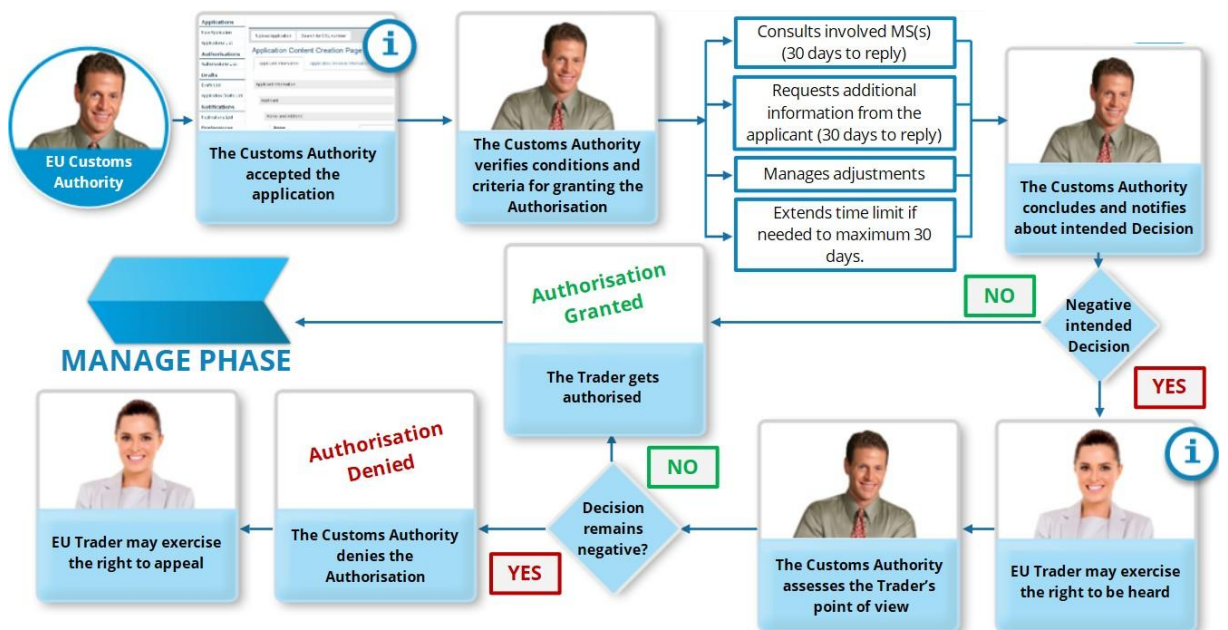 Applications
Applications List
Authorisations
Drafts
Notifications
Application Content Creation Page
i
EU Customs
Authority
The Customs Authority
accepted the
application
The Customs Authority
verifies conditions and
criteria for granting the
Authorisation
Consults involved MS(s)
(30 days to reply)
Requests additional
information from the
applicant (30 days to reply)
Manages adjustments
Extends time limit if
needed to maximum 30
days.
The Customs Authority
concludes and notifies
about intended Decision
Negative
intended
Decision
NO
YES
Authorisation
Granted
The Trader gets
authorised
MANAGE PHASE
i
EU Trader may exercise
the right to be heard
The Customs Authority
assesses the Trader's
point of view
Decision
remains
negative?
NO
YES
Authorisation
Denied
The Customs Authority
denies the
Authorisation
EU Trader may exercise
the right to appeal